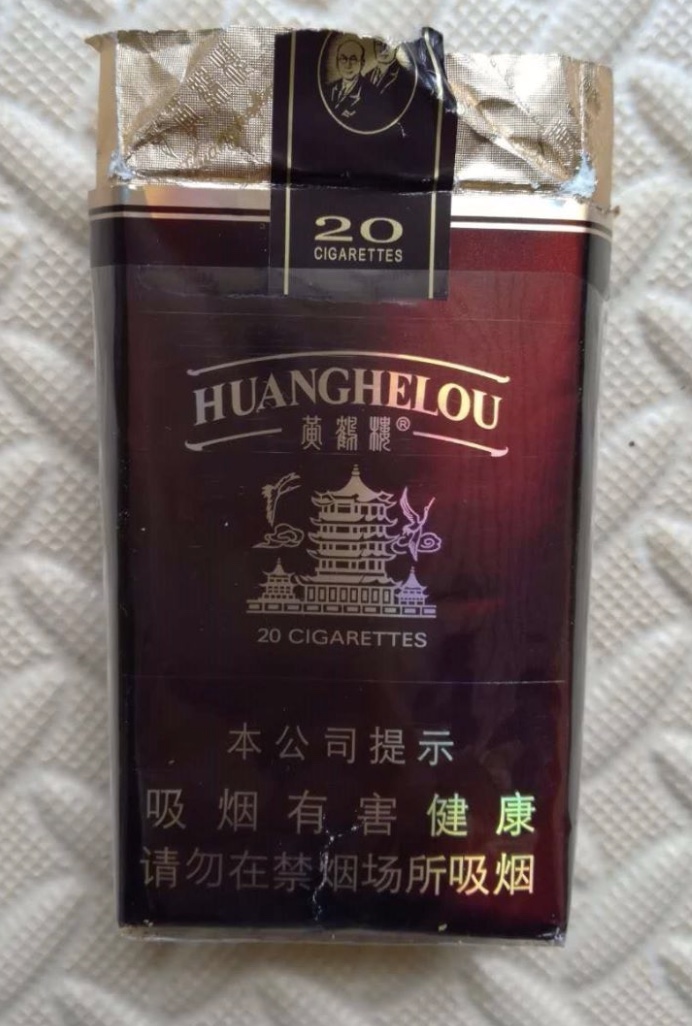 20
CIGARETTES
HUANGHELOU
黄鹤楼®
20 CIGARETTES
本公司提示
吸烟有害健康
请勿在禁烟场所吸烟